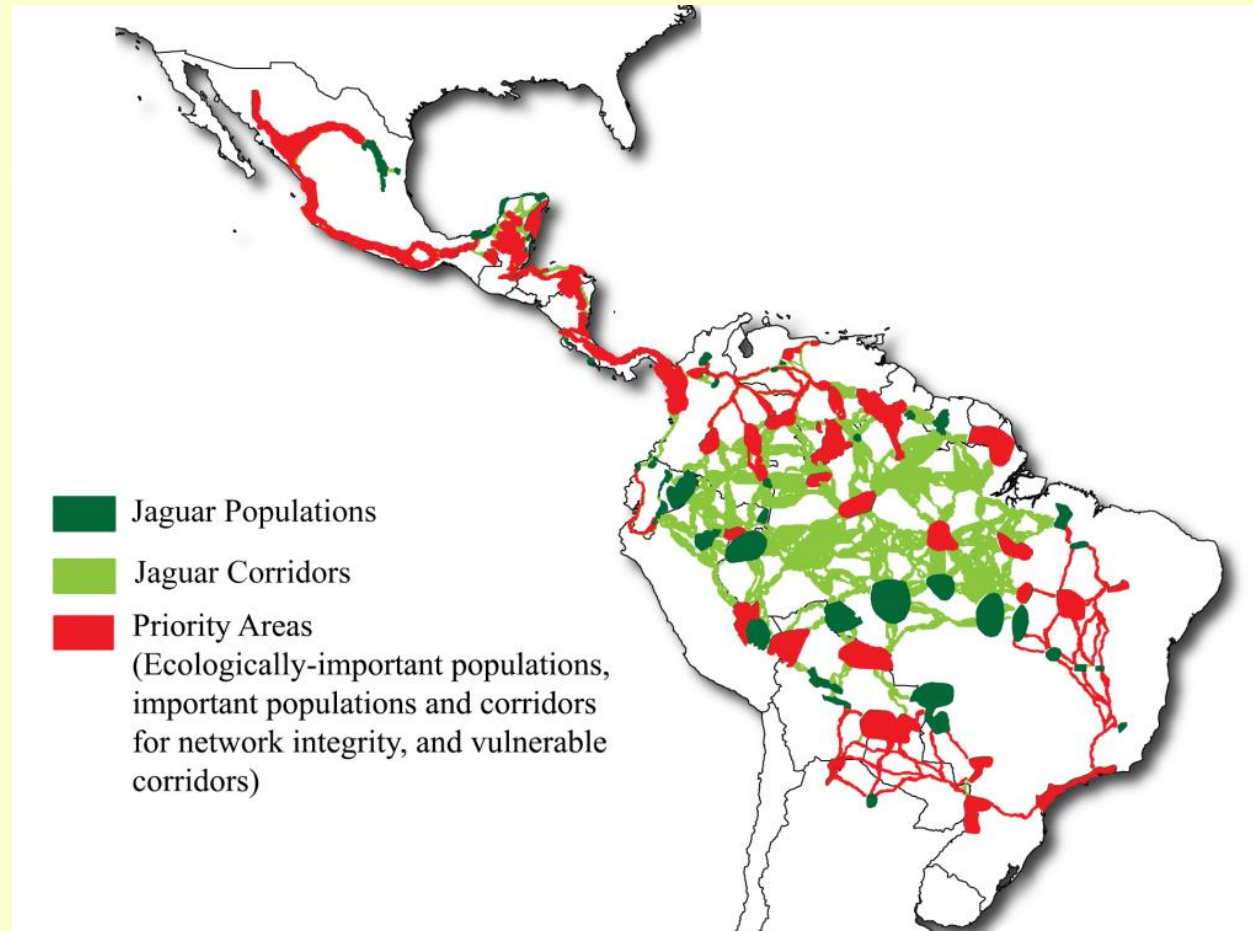 Jaguar Populations
Jaguar Corridors
Priority Areas
(Ecologically-important populations,
important populations and corridors
for network integrity, and vulnerable
corridors)